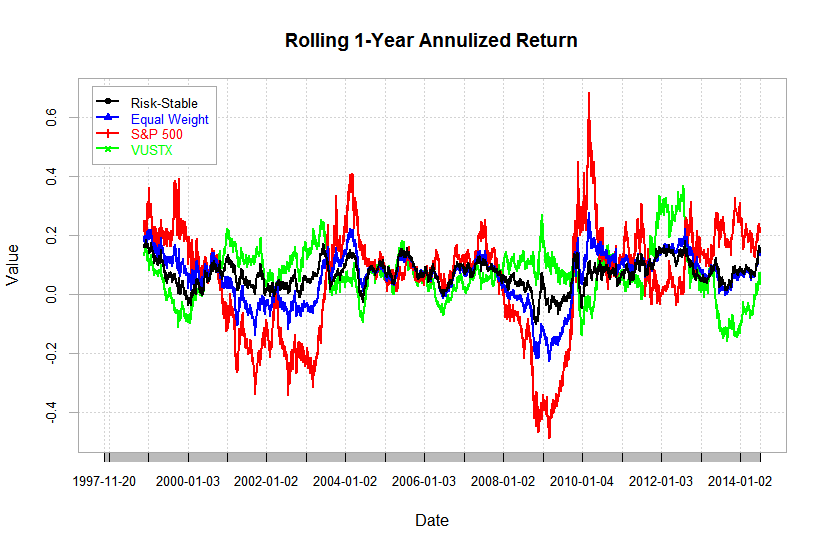 Rolling 1-Year Annulized Return
Risk-Stable
Equal Weight
S&P 500
VUSTX
Value
0.6
0.4
0.2
0.0
-0.2
-0.4
1997-11-20 2000-01-03 2002-01-02 2004-01-02 2006-01-03 2008-01-02 2010-01-04 2012-01-03 2014-01-02
Date